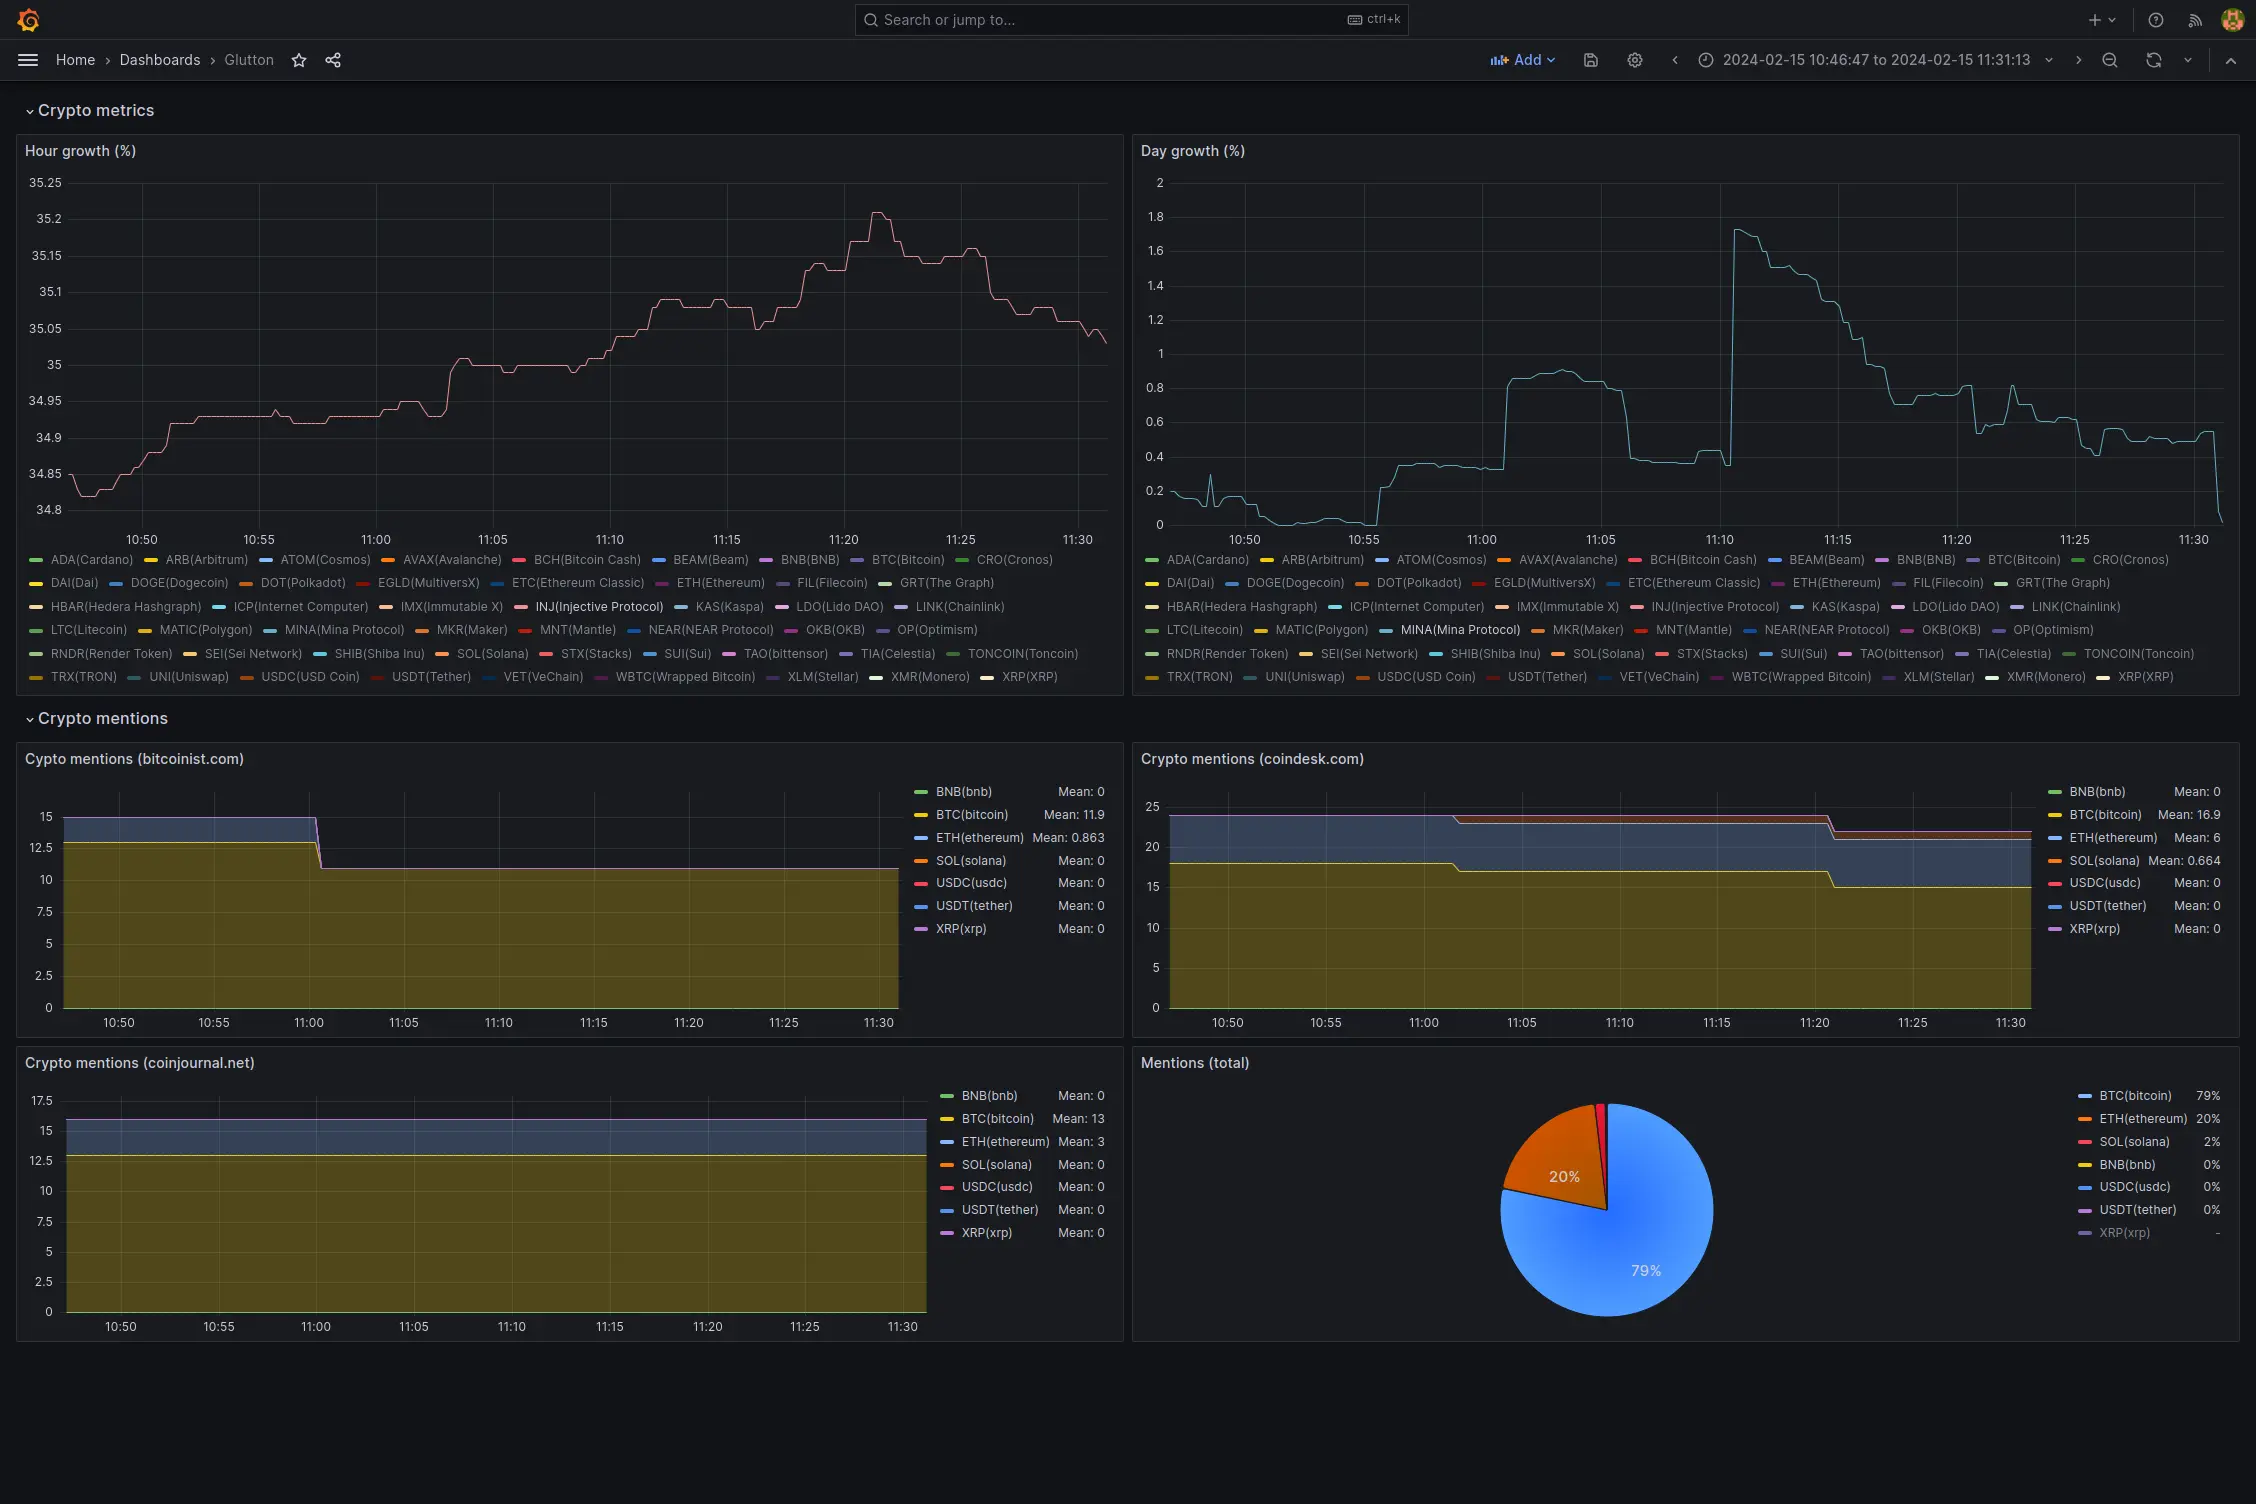 Search or jump to... ctrl+k
Home › Dashboards › Glutton
Add
2024-02-15 10:46:47 to 2024-02-15 11:31:13
Crypto metrics
Hour growth (%)
35.25
35.2
35.15
35.1
35.05
35
34.95
34.9
34.85
34.8
10:50 10:55 11:00 11:05 11:10 11:15 11:20 11:25 11:30
ADA(Cardano) ARB(Arbitrum) ATOM(Cosmos) AVAX(Avalanche) BCH(Bitcoin Cash) BEAM(Beam) BNB(BNB) BTC(Bitcoin) CRO(Cronos)
DAI(Dai) DOGE(Dogecoin) DOT(Polkadot) EGLD(MultiversX) ETC(Ethereum Classic) ETH(Ethereum) FIL(Filecoin) GRT(The Graph)
HBAR(Hedera Hashgraph) ICP(Internet Computer) IMX(Immutable X) INJ(Injective Protocol) KAS(Kaspa) LDO(Lido DAO) LINK(Chainlink)
LTC(Litecoin) MATIC(Polygon) MINA(Mina Protocol) MKR(Maker) MNT(Mantle) NEAR(NEAR Protocol) OKB(OKB) OP(Optimism)
RNDR(Render Token) SEI(Sei Network) SHIB(Shiba Inu) SOL(Solana) STX(Stacks) SUI(Sui) TAO(bittensor) TIA(Celestia) TONCOIN(Toncoin)
TRX(TRON) UNI(Uniswap) USDC(USD Coin) USDT(Tether) VET(VeChain) WBTC(Wrapped Bitcoin) XLM(Stellar) XMR(Monero) XRP(XRP)
Day growth (%)
2
1.8
1.6
1.4
1.2
1
0.8
0.6
0.4
0.2
0
10:50 10:55 11:00 11:05 11:10 11:15 11:20 11:25 11:30
ADA(Cardano) ARB(Arbitrum) ATOM(Cosmos) AVAX(Avalanche) BCH(Bitcoin Cash) BEAM(Beam) BNB(BNB) BTC(Bitcoin) CRO(Cronos)
DAI(Dai) DOGE(Dogecoin) DOT(Polkadot) EGLD(MultiversX) ETC(Ethereum Classic) ETH(Ethereum) FIL(Filecoin) GRT(The Graph)
HBAR(Hedera Hashgraph) ICP(Internet Computer) IMX(Immutable X) INJ(Injective Protocol) KAS(Kaspa) LDO(Lido DAO) LINK(Chainlink)
LTC(Litecoin) MATIC(Polygon) MINA(Mina Protocol) MKR(Maker) MNT(Mantle) NEAR(NEAR Protocol) OKB(OKB) OP(Optimism)
RNDR(Render Token) SEI(Sei Network) SHIB(Shiba Inu) SOL(Solana) STX(Stacks) SUI(Sui) TAO(bittensor) TIA(Celestia) TONCOIN(Toncoin)
TRX(TRON) UNI(Uniswap) USDC(USD Coin) USDT(Tether) VET(VeChain) WBTC(Wrapped Bitcoin) XLM(Stellar) XMR(Monero) XRP(XRP)
Crypto mentions
Cypto mentions (bitcoinist.com)
15
12.5
10
7.5
5
2.5
0
10:50 10:55 11:00 11:05 11:10 11:15 11:20 11:25 11:30
BNB(bnb) Mean: 0
BTC(bitcoin) Mean: 11.9
ETH(ethereum) Mean: 0.863
SOL(solana) Mean: 0
USDC(usdc) Mean: 0
USDT(tether) Mean: 0
XRP(xrp) Mean: 0
Crypto mentions (coindesk.com)
25
20
15
10
5
0
10:50 10:55 11:00 11:05 11:10 11:15 11:20 11:25 11:30
BNB(bnb) Mean: 0
BTC(bitcoin) Mean: 16.9
ETH(ethereum) Mean: 6
SOL(solana) Mean: 0.664
USDC(usdc) Mean: 0
USDT(tether) Mean: 0
XRP(xrp) Mean: 0
Crypto mentions (coinjournal.net)
17.5
15
12.5
10
7.5
5
2.5
0
10:50 10:55 11:00 11:05 11:10 11:15 11:20 11:25 11:30
BNB(bnb) Mean: 0
BTC(bitcoin) Mean: 13
ETH(ethereum) Mean: 3
SOL(solana) Mean: 0
USDC(usdc) Mean: 0
USDT(tether) Mean: 0
XRP(xrp) Mean: 0
Mentions (total)
20%
79%
BTC(bitcoin) 79%
ETH(ethereum) 20%
SOL(solana) 2%
BNB(bnb) 0%
USDC(usdc) 0%
USDT(tether) 0%
XRP(xrp) -